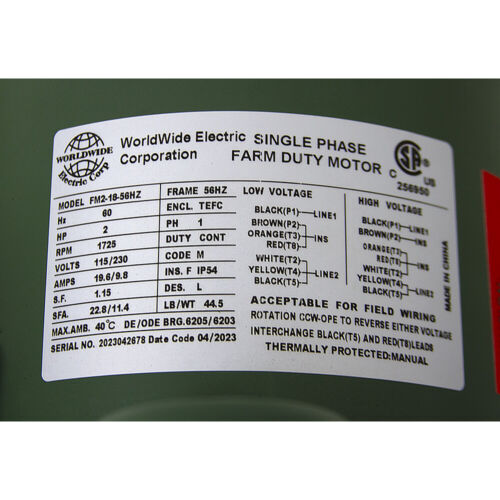 WORLDWIDE
Electric Corp
WorldWide Electric
Corporation
SINGLE PHASE
FARM DUTY MOTOR
C US
256950
MODEL FM2-18-56HZ FRAME 56HZ
Hz 60 ENCL. TEFC
HP 2 PH 1
RPM 1725 DUTY CONT
VOLTS 115/230 CODE M
AMPS 19.6/9.8 INS. F IP54
S.F. 1.15 DES. L
SFA. 22.8/11.4 LB/WT 44.5
MAX.AMB. 40°C DE/ODE BRG.6205/6203
SERIAL NO. 2023042678 Date Code 04/2023
LOW VOLTAGE
BLACK(P1) LINE1
BROWN(P2)
ORANGE(T3) INS
RED(T8)
WHITE(T2)
YELLOW(T4) LINE2
BLACK(T5)
HIGH VOLTAGE
BLACK(P1) LINE1
BROWN(P2) INS
ORANGE(T3)
RED(T8) INS
WHITE(T2)
YELLOW(T4)
BLACK(T5) LINE2
MADE IN CHINA
ACCEPTABLE FOR FIELD WIRING
ROTATION CCW-OPE TO REVERSE EITHER VOLTAGE
INTERCHANGE BLACK(T5) AND RED(T8)LEADS
THERMALLY PROTECTED:MANUAL